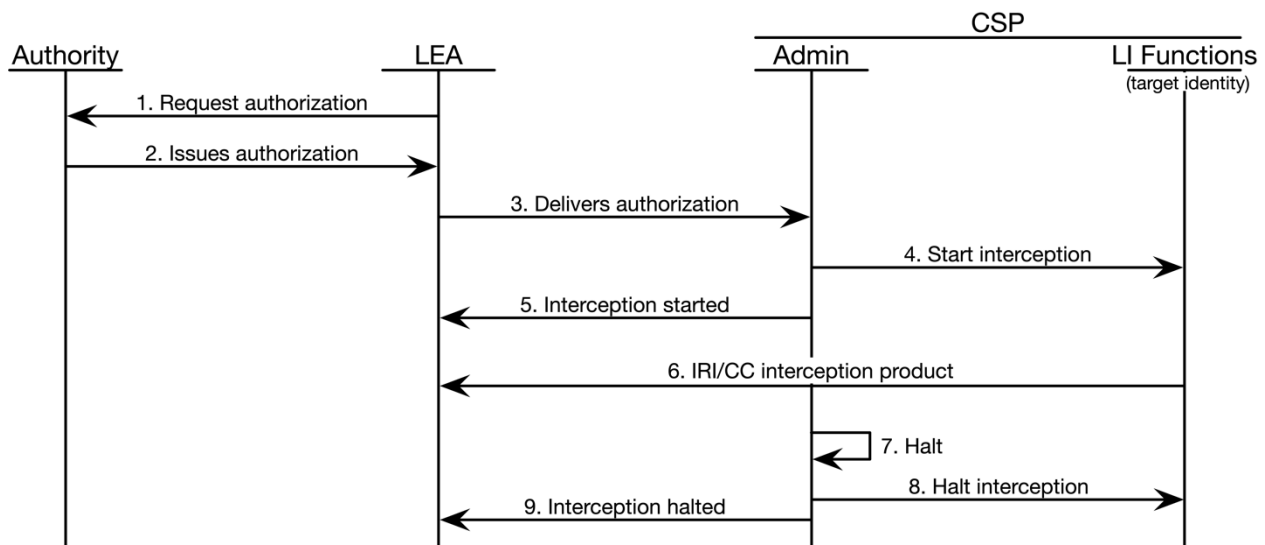 CSP
Authority
LEA
Admin
LI Functions
(target identity)
1. Request authorization
2. Issues authorization
3. Delivers authorization
4. Start interception
5. Interception started
6. IRI/CC interception product
7. Halt
8. Halt interception
9. Interception halted